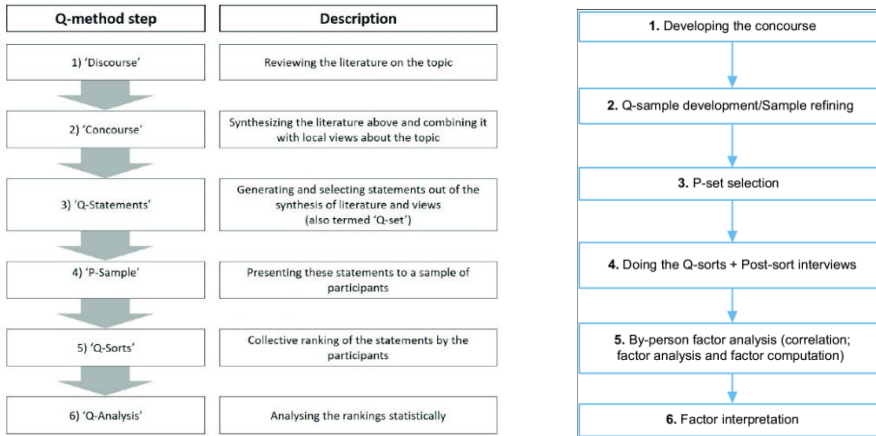 Q-method step
Description
1) ‘Discourse’
Reviewing the literature on the topic
2) ‘Concourse’
Synthesizing the literature above and combining it
with local views about the topic
3) ‘Q-Statements’
Generating and selecting statements out of the
synthesis of literature and views
(also termed ‘Q-set’)
4) ‘P-Sample’
Presenting these statements to a sample of
participants
5) ‘Q-Sorts’
Collective ranking of the statements by the
participants
6) ‘Q-Analysis’
Analysing the rankings statistically
1. Developing the concourse
2. Q-sample development/Sample refining
3. P-set selection
4. Doing the Q-sorts + Post-sort interviews
5. By-person factor analysis (correlation;
factor analysis and factor computation)
6. Factor interpretation